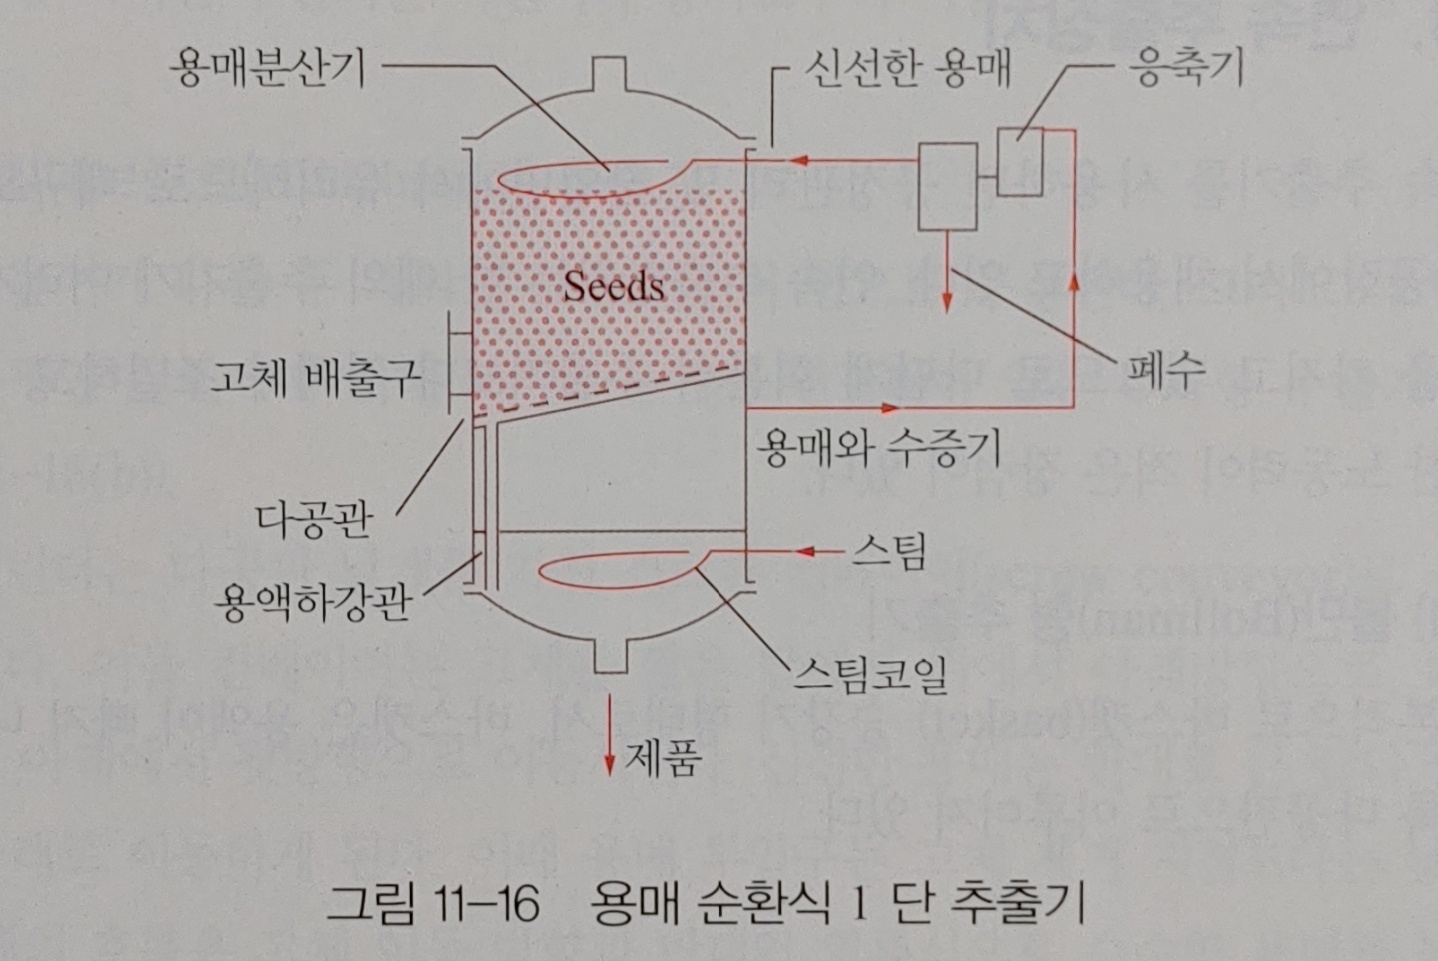 용매분산기
신선한 용매
응축기
Seeds
고체 배출구
폐수
용매와 수증기
다공관
스팀
용액하강관
스팀코일
제품
그림 11-16 용매 순환식 1 단 추출기